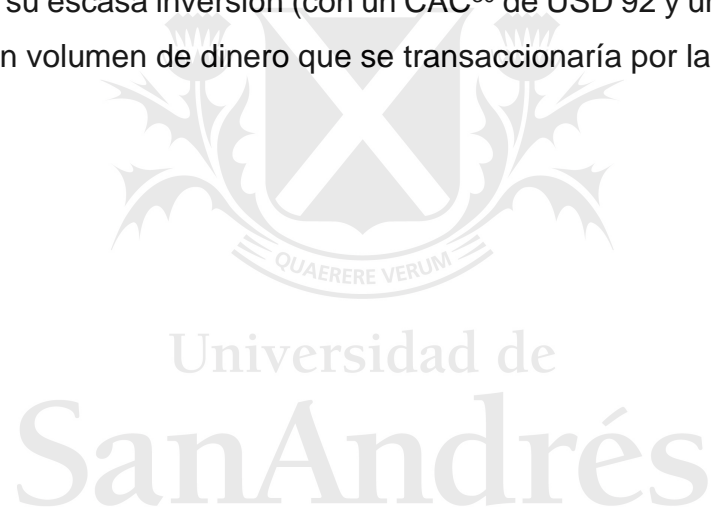 su escasa inversión (con un CAC de USD 92 y un
n volumen de dinero que se transaccionaría por la
QUAERERE VERUM
Universidad de
SanAndrés